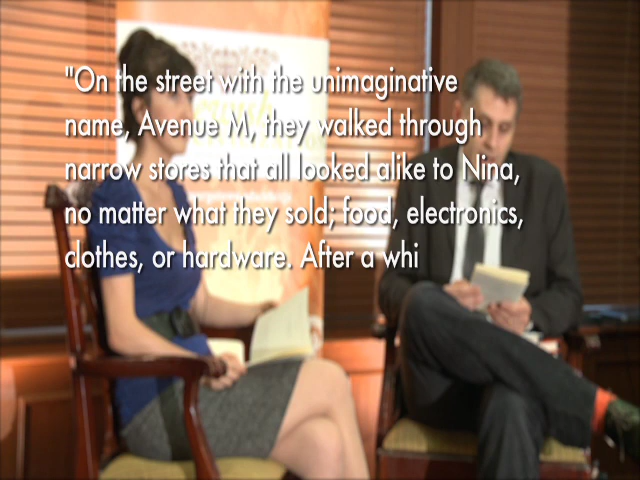 "On the street with the unimaginative
name, Avenue M, they walked through
narrow stores that all looked alike to Nina,
no matter what they sold; food, electronics,
clothes, or hardware. After a whi